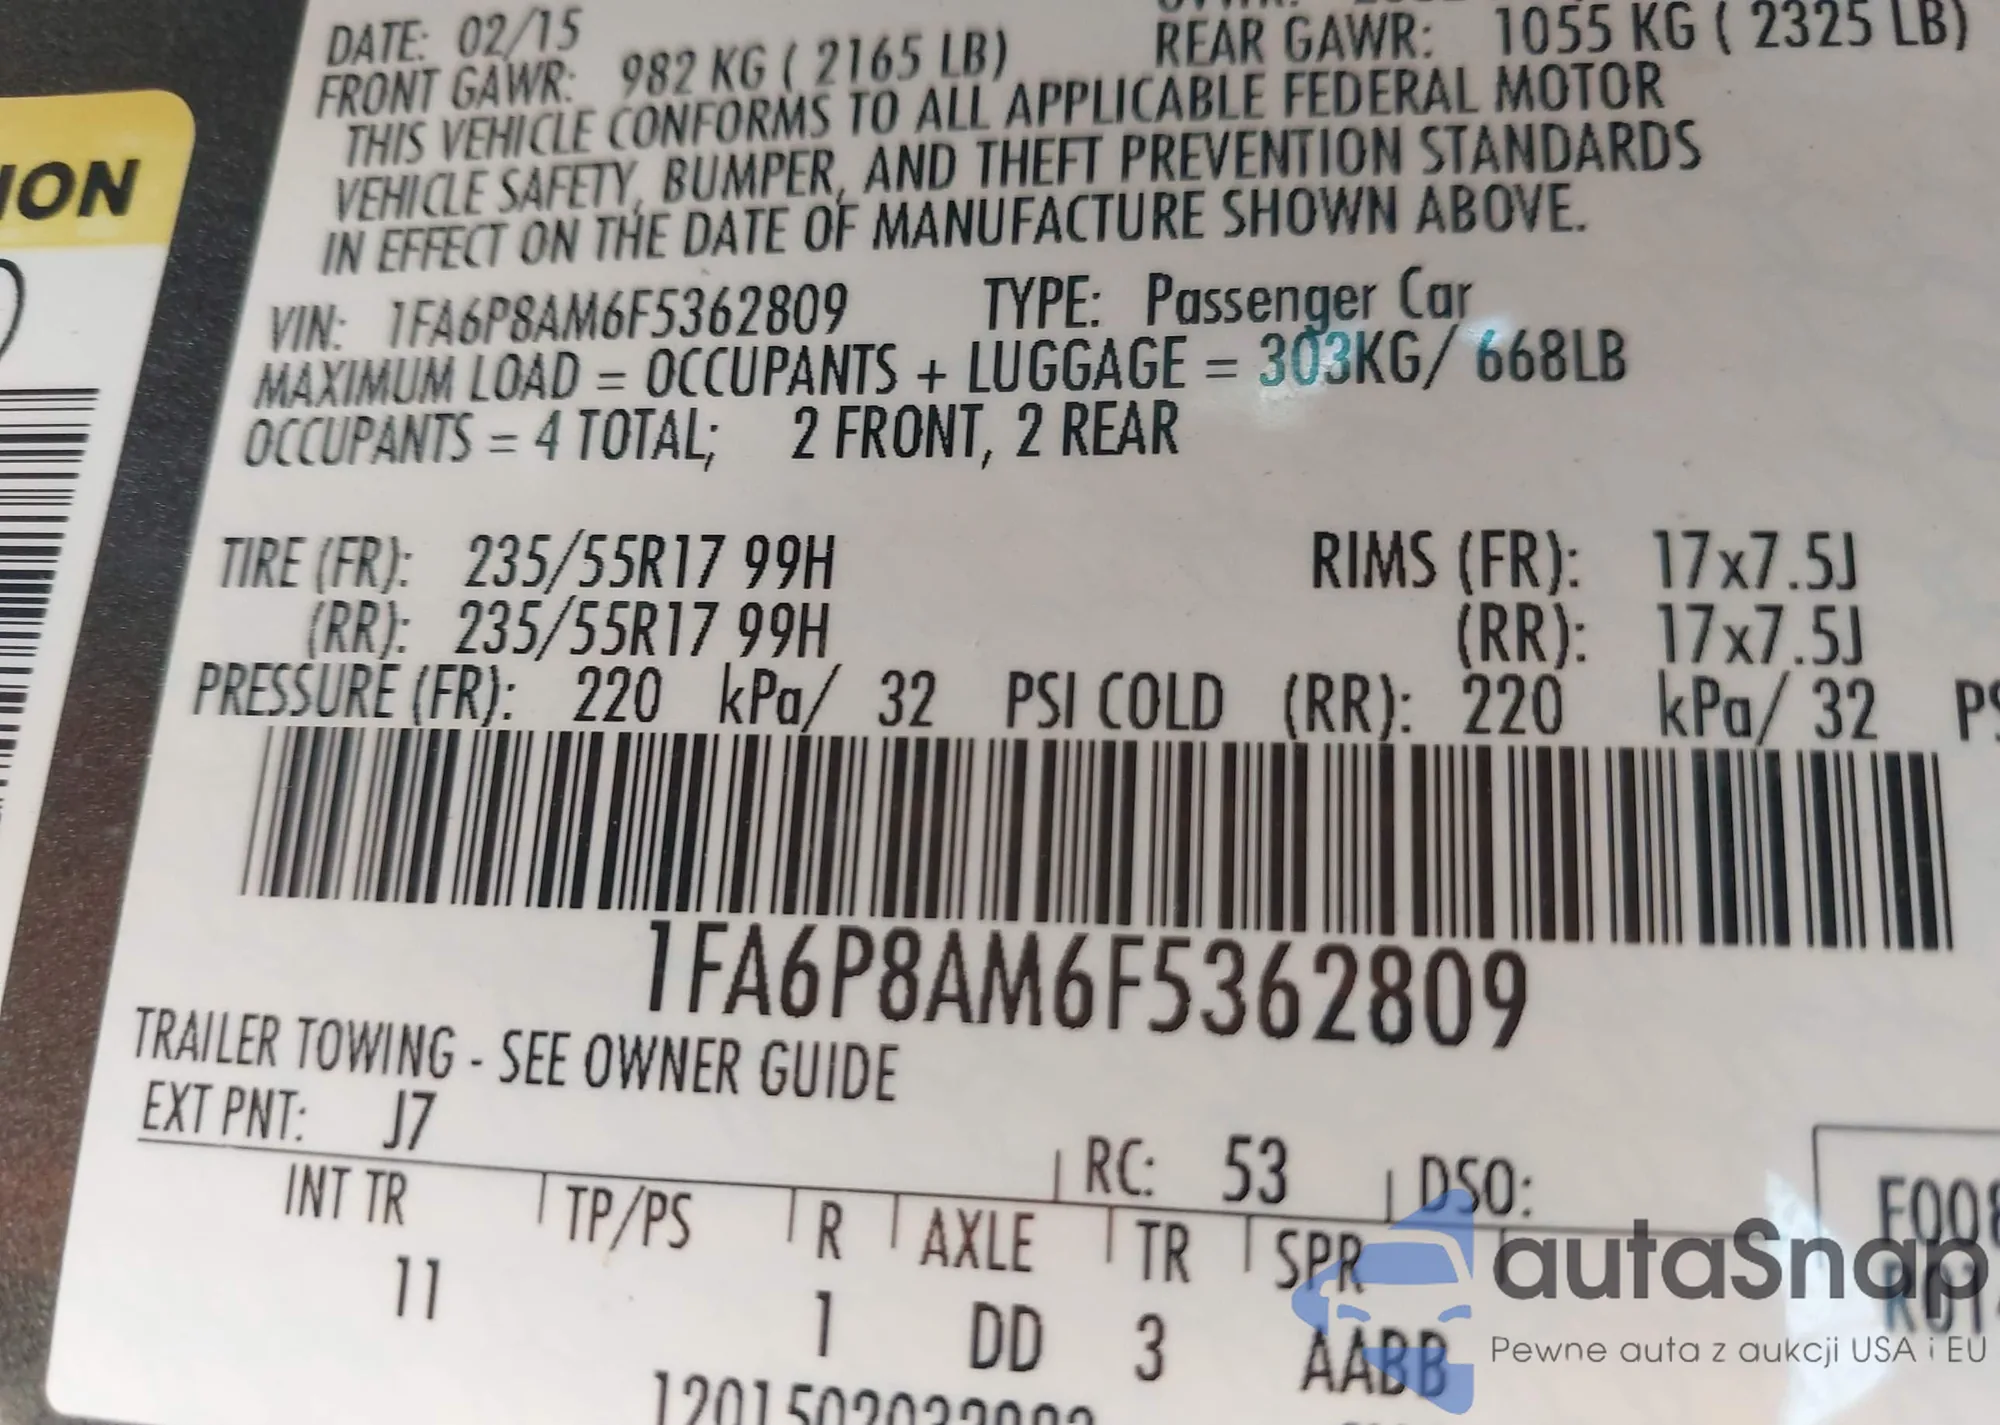 DATE: 02/15
FRONT GAWR: 982 KG ( 2165 LB) REAR GAWR: 1055 KG ( 2325 LB)
THIS VEHICLE CONFORMS TO ALL APPLICABLE FEDERAL MOTOR
VEHICLE SAFETY, BUMPER, AND THEFT PREVENTION STANDARDS
IN EFFECT ON THE DATE OF MANUFACTURE SHOWN ABOVE.
VIN: 1FA6P8AM6F5362809 TYPE: Passenger Car
MAXIMUM LOAD = OCCUPANTS + LUGGAGE = 303KG/ 668LB
OCCUPANTS = 4 TOTAL; 2 FRONT, 2 REAR
TIRE (FR): 235/55R17 99H RIMS (FR): 17x7.5J
(RR): 235/55R17 99H (RR): 17x7.5J
PRESSURE (FR): 220 kPa/ 32 PSI COLD (RR): 220 kPa/ 32 PS
1FA6P8AM6F5362809
TRAILER TOWING - SEE OWNER GUIDE
EXT PNT: J7 RC: 53 DSO:
INT TR TP/PS R AXLE TR SPR
11 1 DD 3 AABB
ION
autaSnap
Pewne auta z aukcji USA i EU